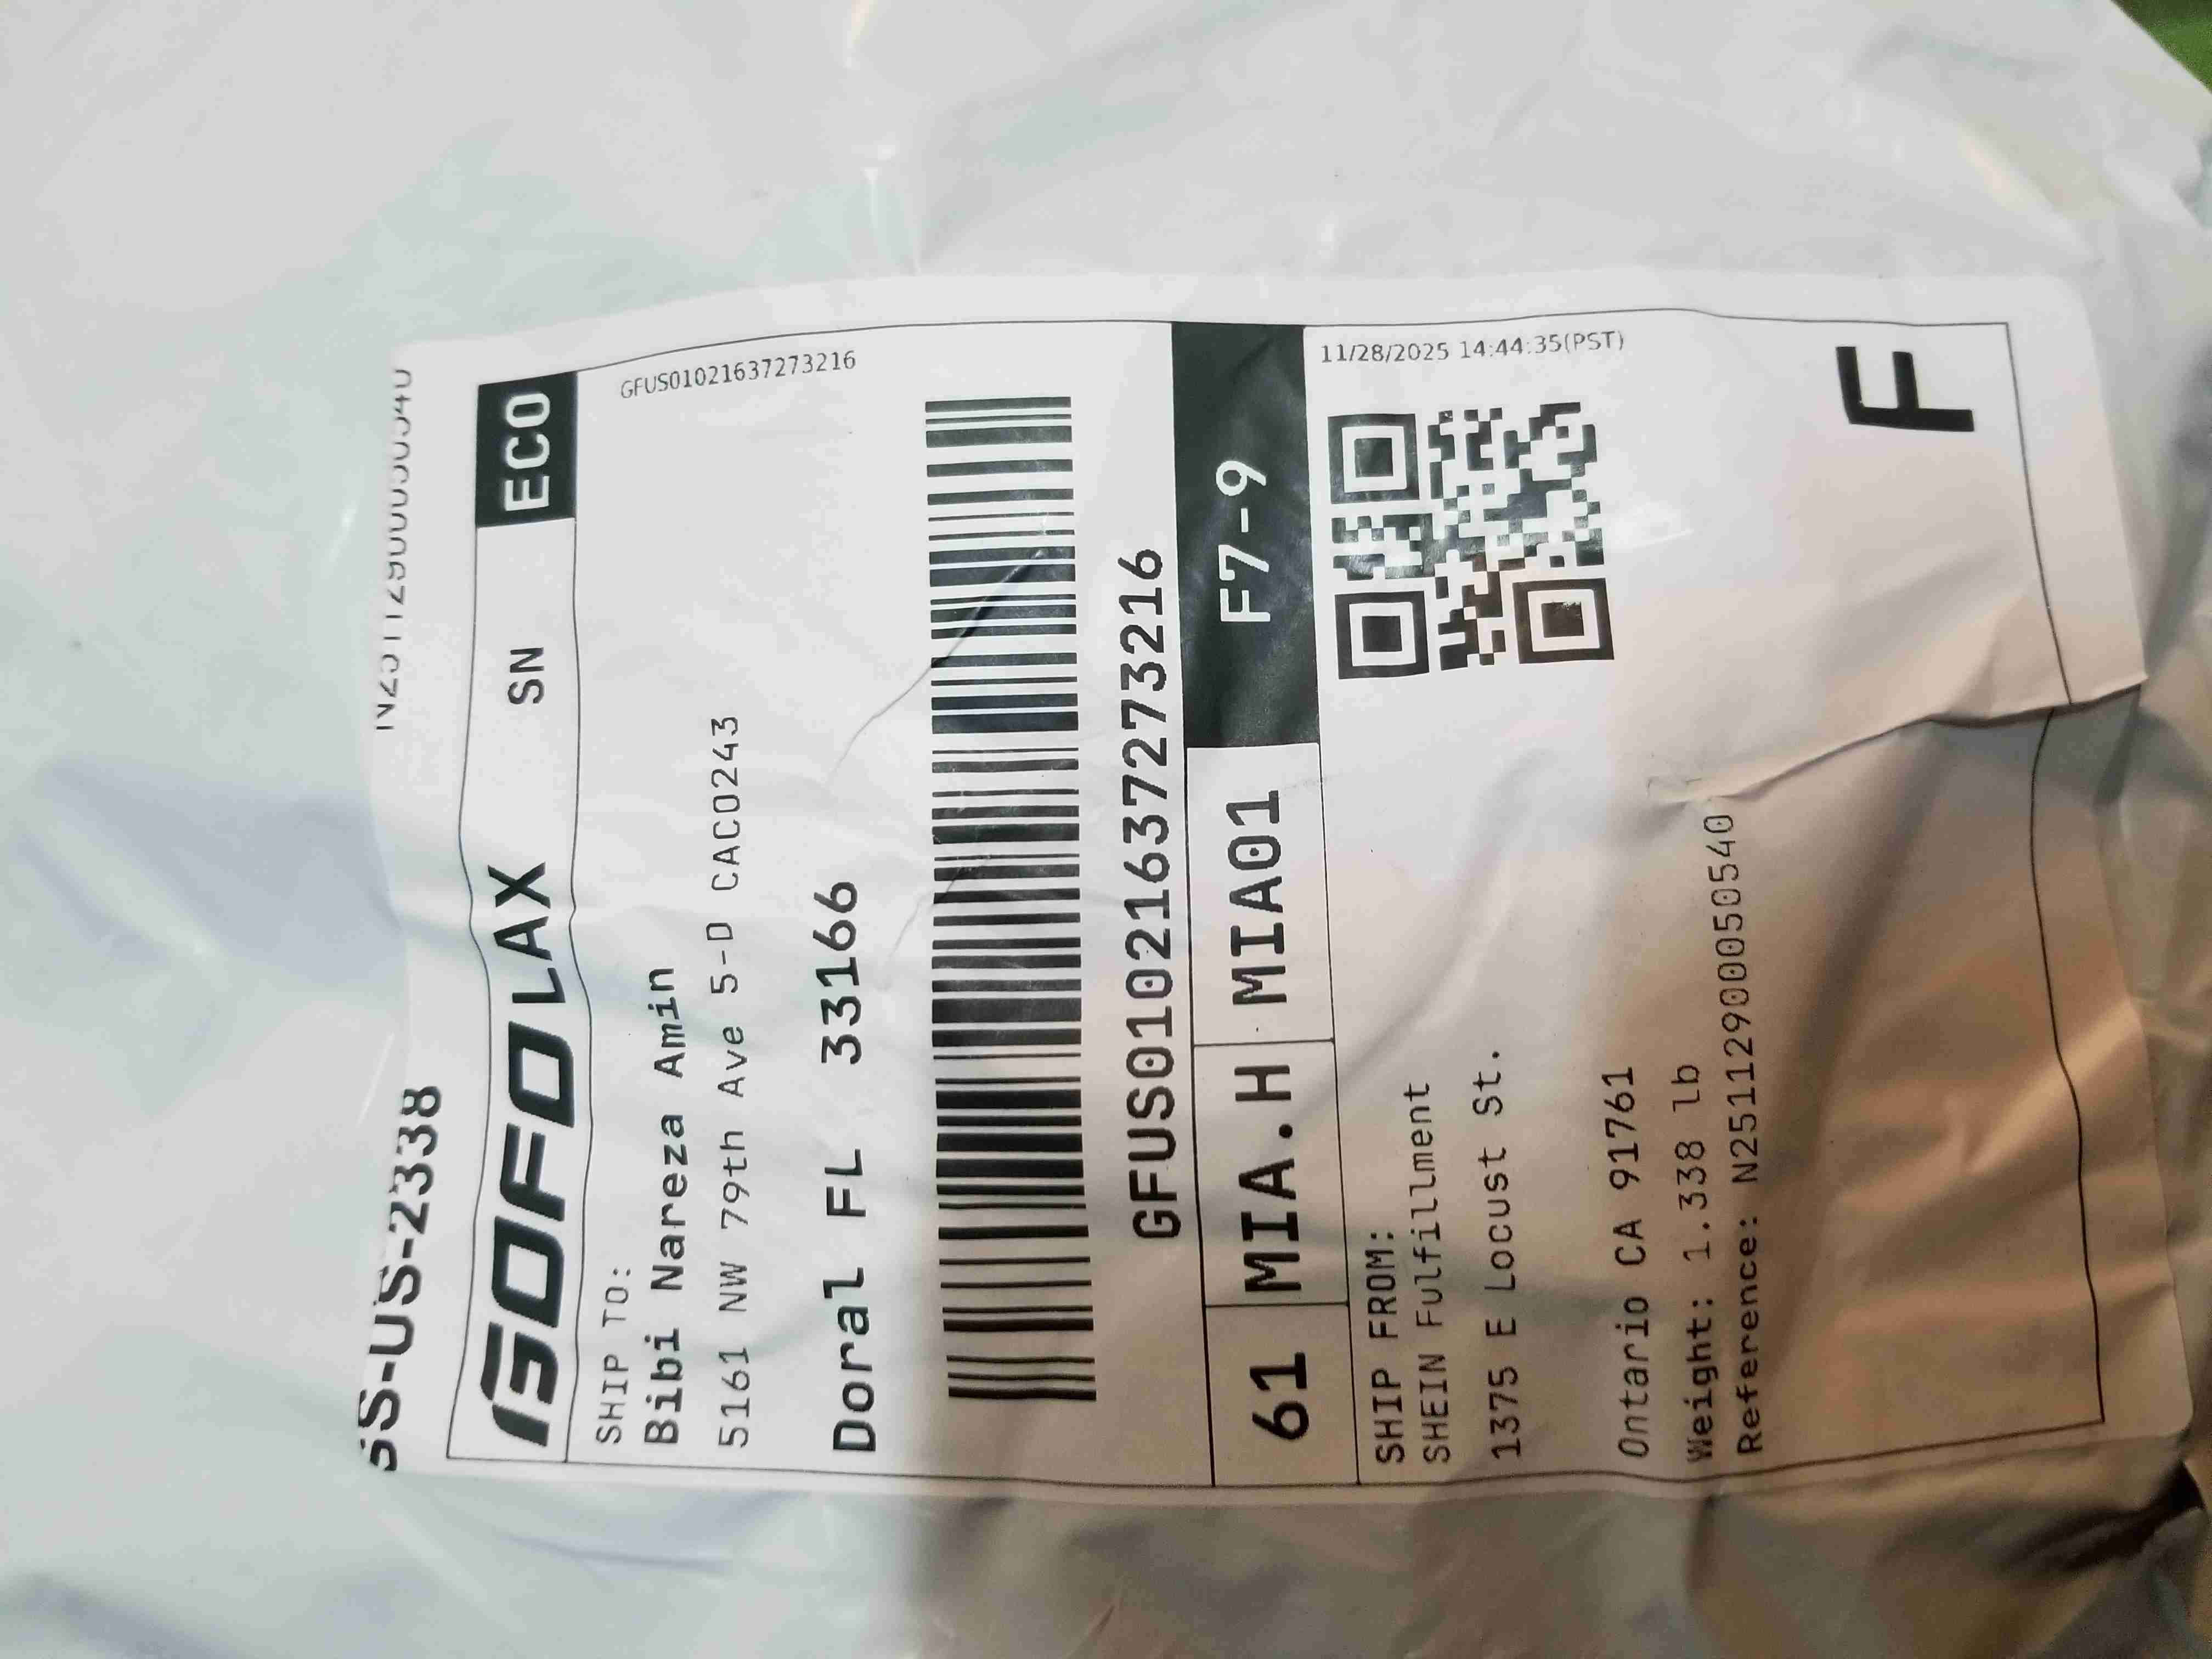 SS-US-2338
GOFO LAX SN ECO
SHIP TO:
GFUS01021637273216
Bibi Nareza Amin
5161 NW 79th Ave 5-D CAC0243
Doral FL 33166
GFUS01021637273216
61 MIA.H MIA01 F7-9
SHIP FROM:
11/28/2025 14:44:35(PST)
SHEIN Fulfillment
1375 E Locust St.
Ontario CA 91761
Weight: 1.338 lb
Reference: N25112900050540
F